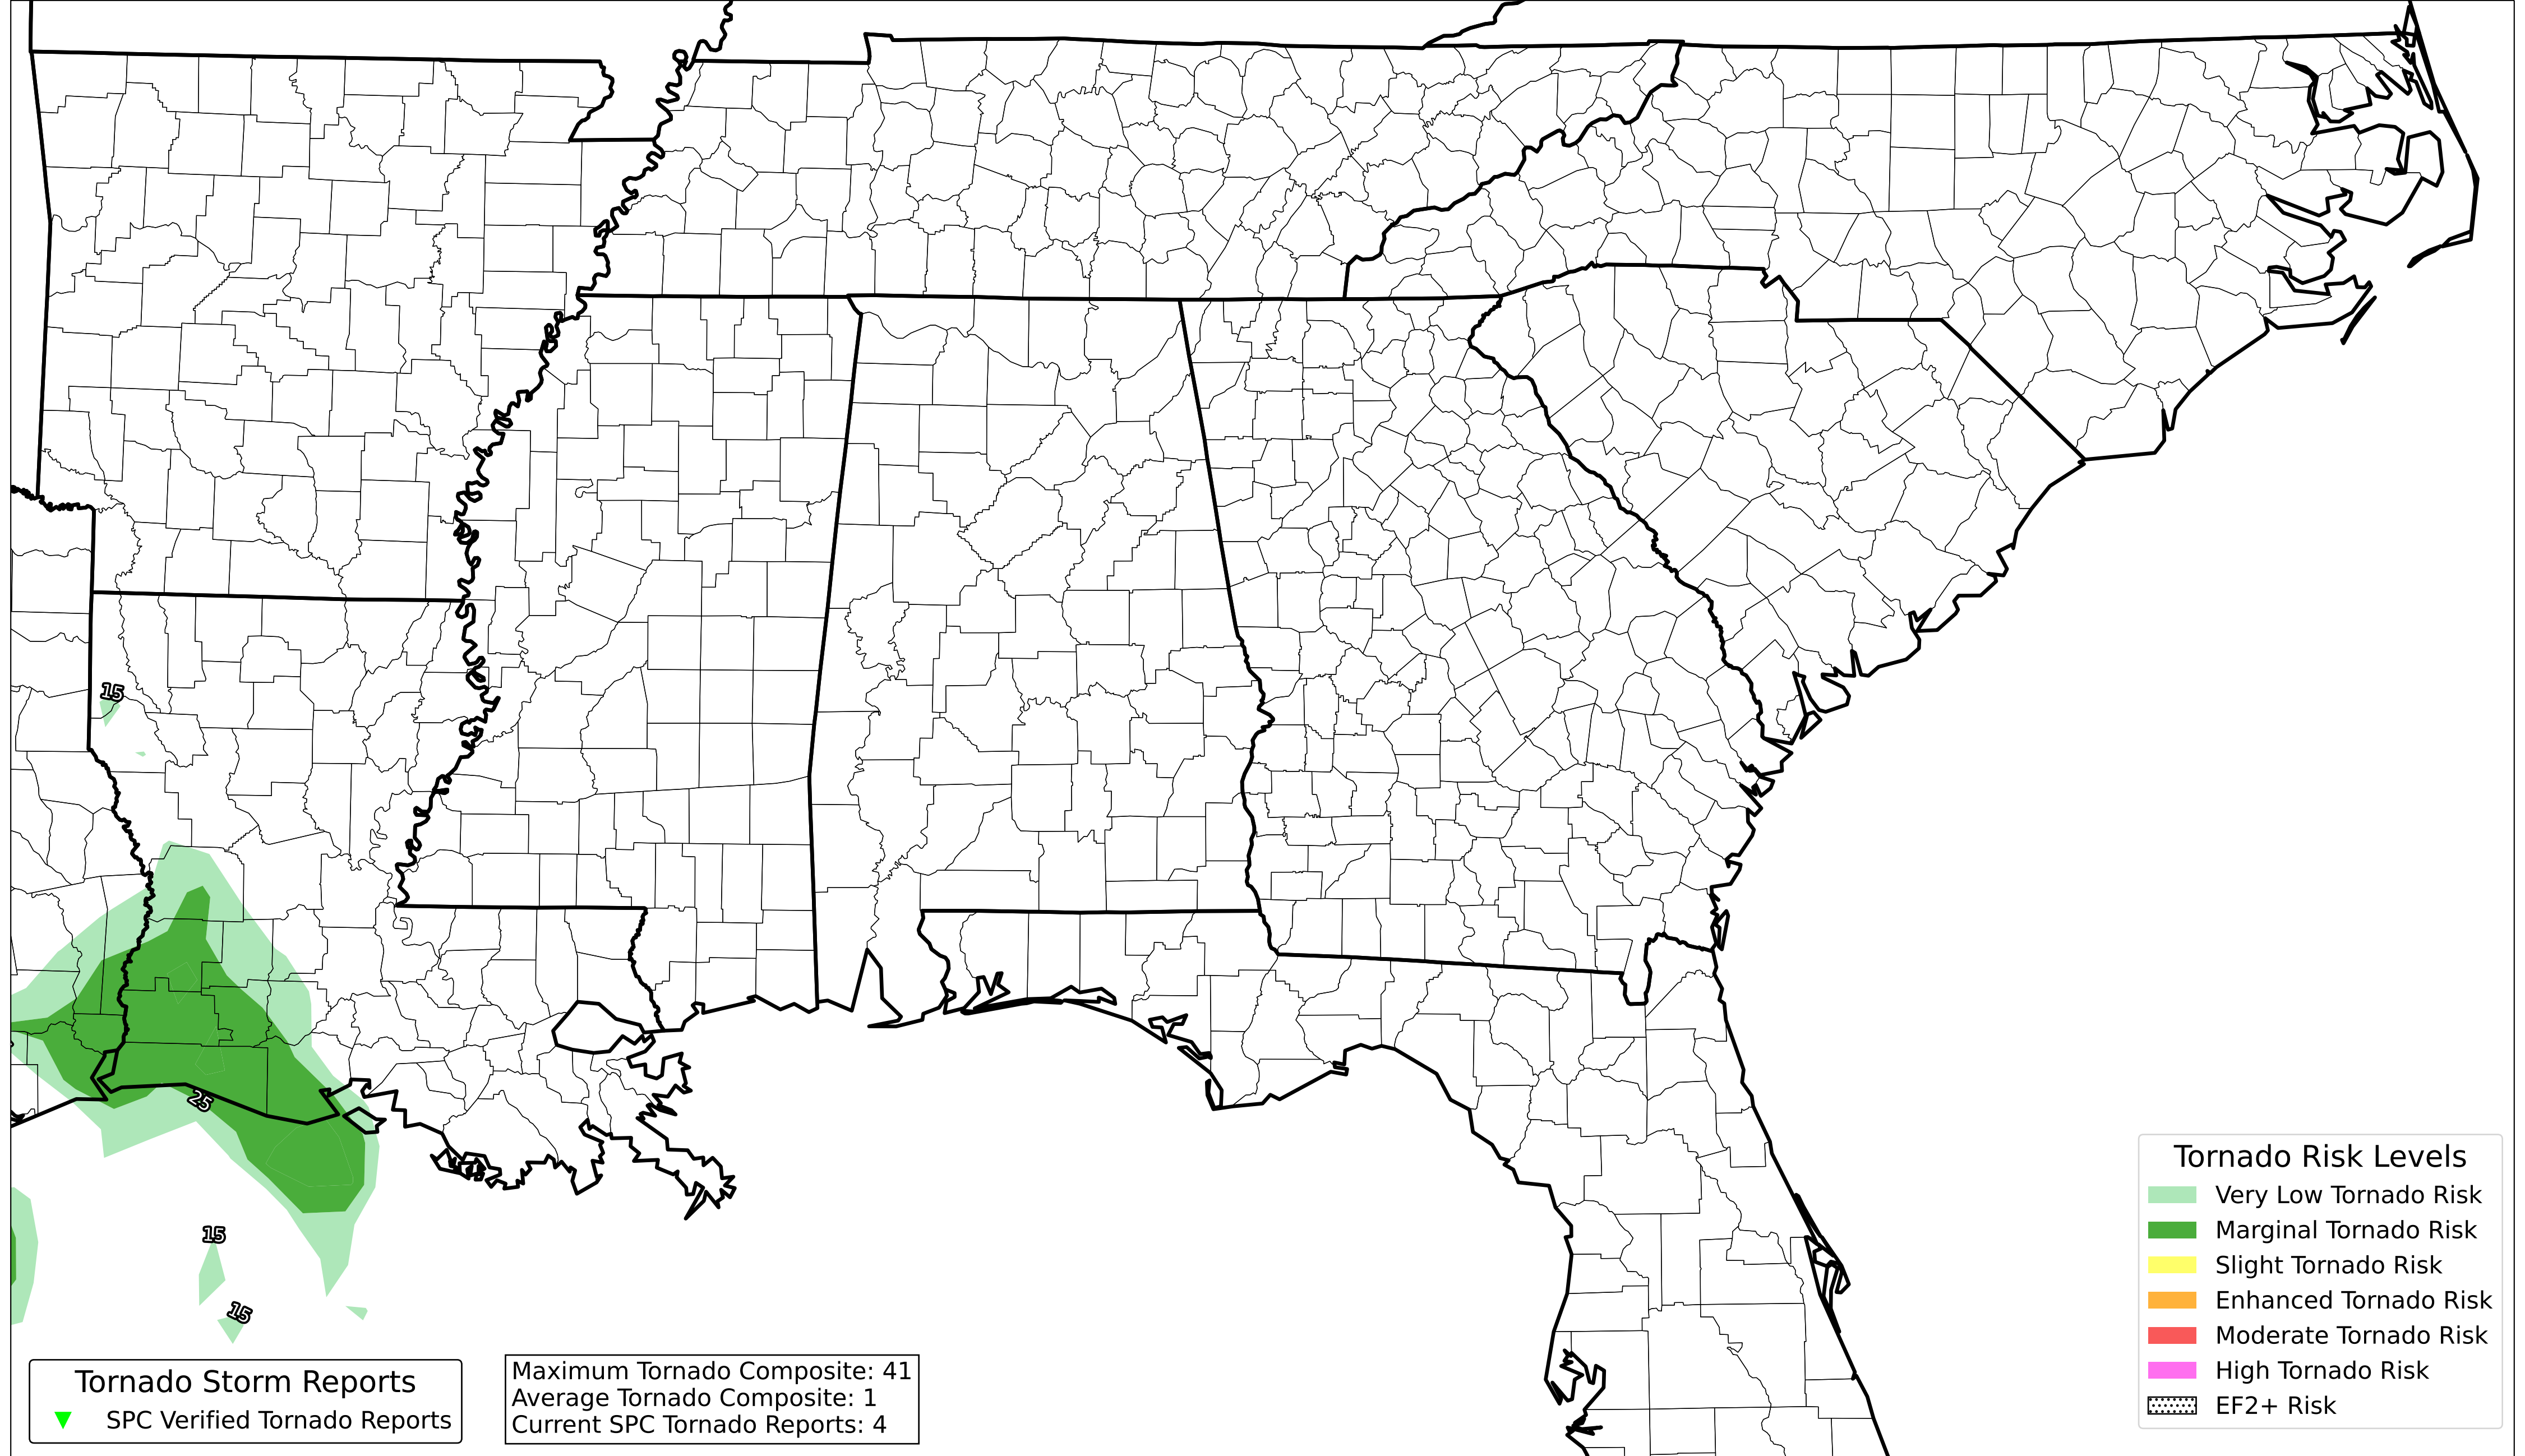 15
25
15
15
Tornado Storm Reports
SPC Verified Tornado Reports
Maximum Tornado Composite: 41
Average Tornado Composite: 1
Current SPC Tornado Reports: 4
Tornado Risk Levels
Very Low Tornado Risk
Marginal Tornado Risk
Slight Tornado Risk
Enhanced Tornado Risk
Moderate Tornado Risk
High Tornado Risk
EF2+ Risk